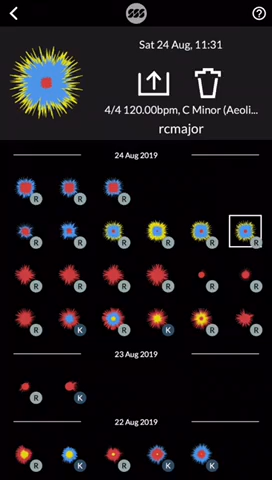 Sat 24 Aug, 11:31
4/4 120.00bpm, C Minor (Aeoli...
rcmajor
24 Aug 2019
R R R
R R R R R R
R R R R R R
R K R K R R
23 Aug 2019
R K
22 Aug 2019
R K R K K